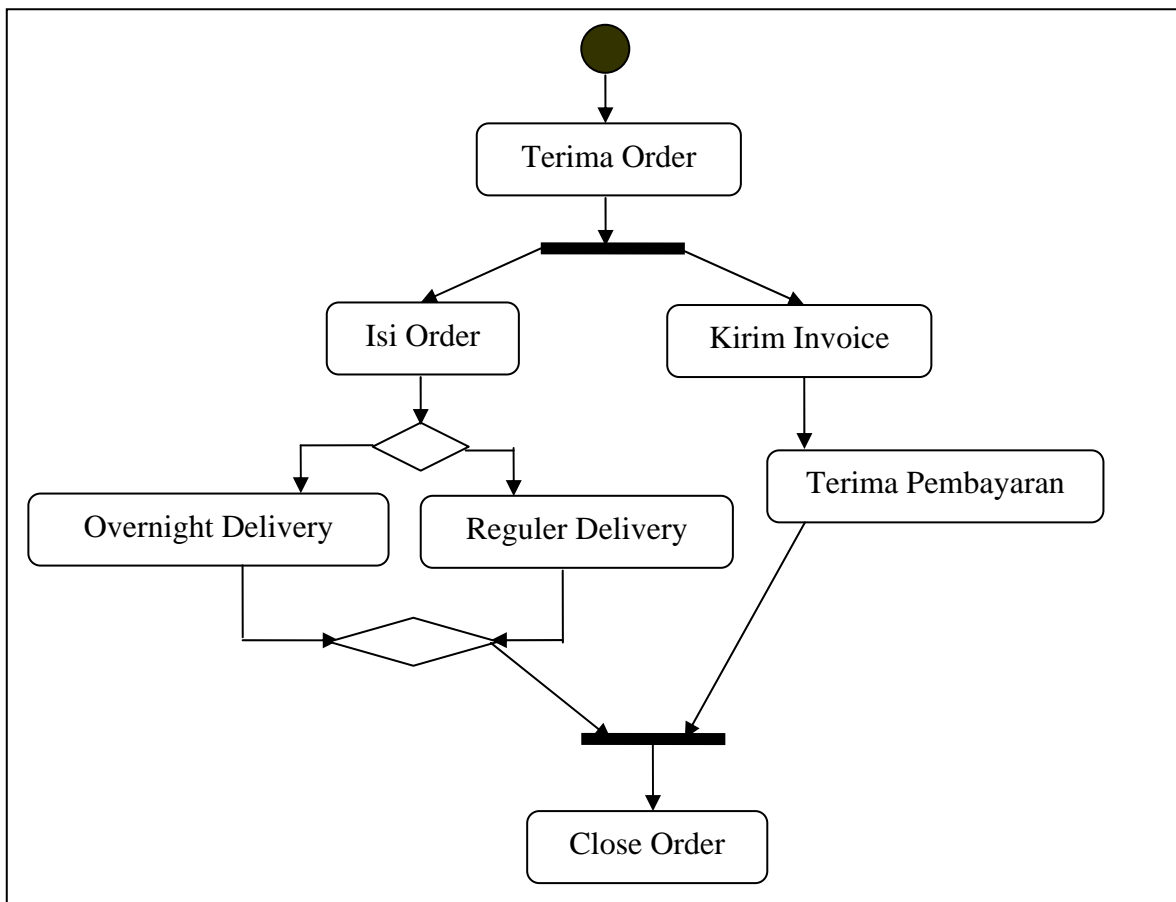 Terima Order
Isi Order
Kirim Invoice
Terima Pembayaran
Overnight Delivery
Reguler Delivery
Close Order